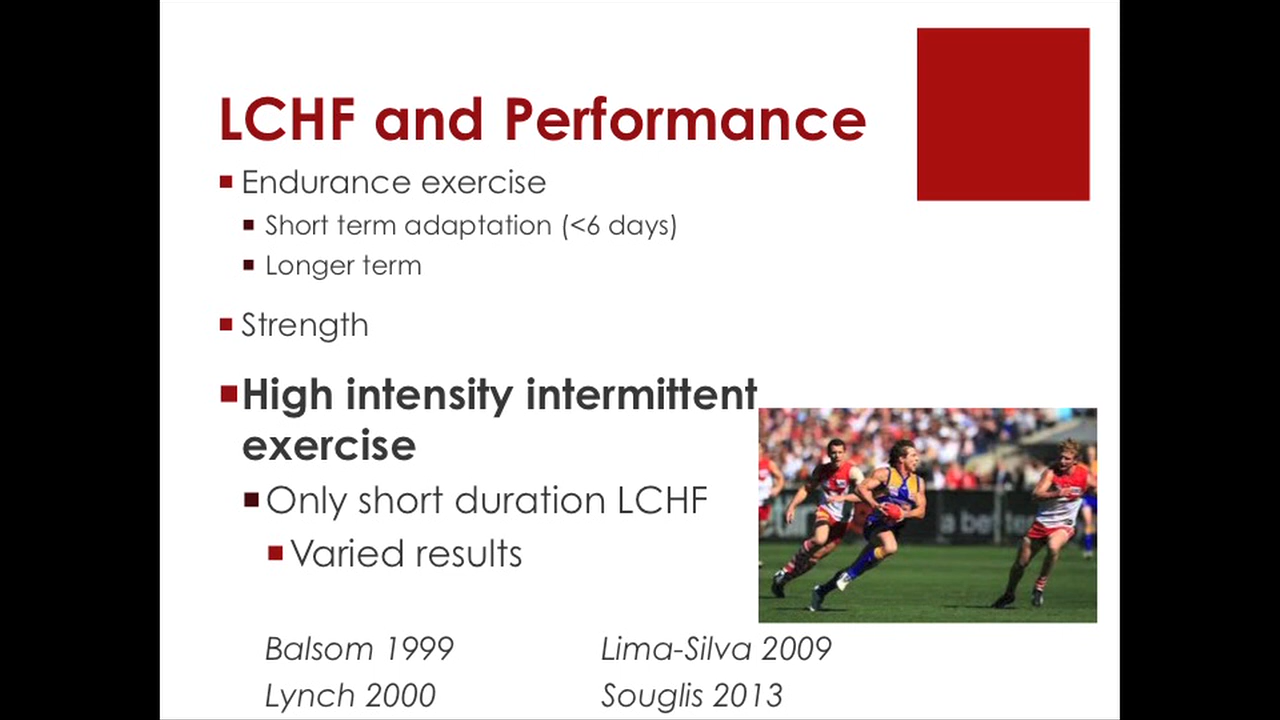 LCHF and Performance
Endurance exercise
Short term adaptation (<6 days)
Longer term
Strength
High intensity intermittent
exercise
Only short duration LCHF
Varied results
a bet
Balsom 1999 Lima-Silva 2009
Lynch 2000 Souglis 2013